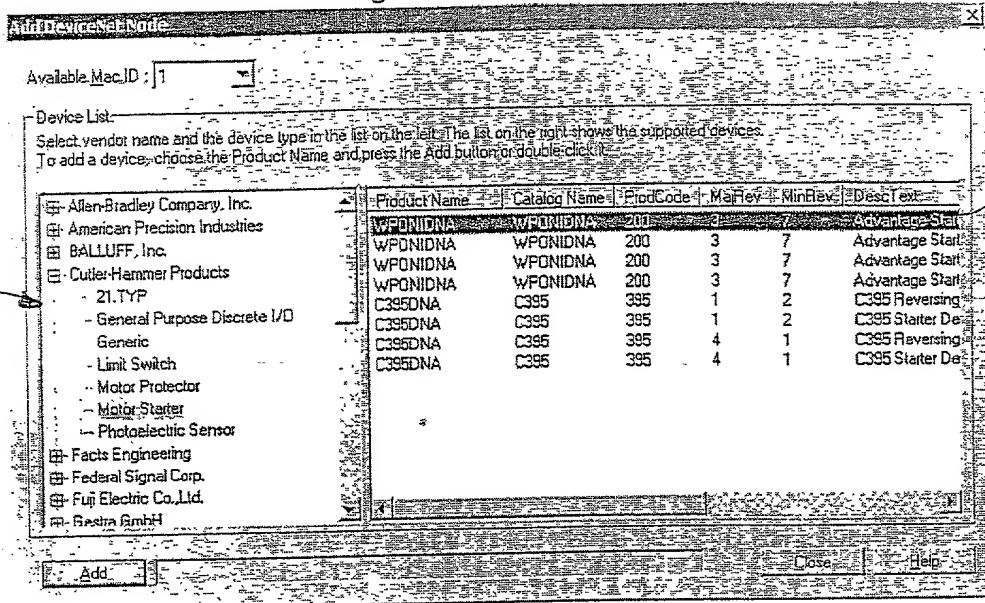 Add DeviceNet Node
Available MacID : 1
Device List
Select vendor name and the device type in the list on the left. The list on the right shows the supported devices.
To add a device, choose the Product Name and press the Add button or double click it.
Allen-Bradley Company, Inc.
American Precision Industries
BALLUFF, Inc.
Cutler-Hammer Products
21.TYP
General Purpose Discrete I/O
Generic
Limit Switch
Motor Protector
Motor Starter
Photoelectric Sensor
Facts Engineering
Federal Signal Corp.
Fuji Electric Co., Ltd.
Gestra GmbH
Product Name Catalog Name ProdCode MajRev MinRev DescText
WPONIDNA WPONIDNA 200 3 7 Advantage Start
WPONIDNA WPONIDNA 200 3 7 Advantage Start
WPONIDNA WPONIDNA 200 3 7 Advantage Start
WPONIDNA WPONIDNA 200 3 7 Advantage Start
C395DNA C395 395 1 2 C395 Reversing
C395DNA C395 395 1 2 C395 Starter De
C395DNA C395 395 4 1 C395 Reversing
C395DNA C395 395 4 1 C395 Starter De
Add Close Help